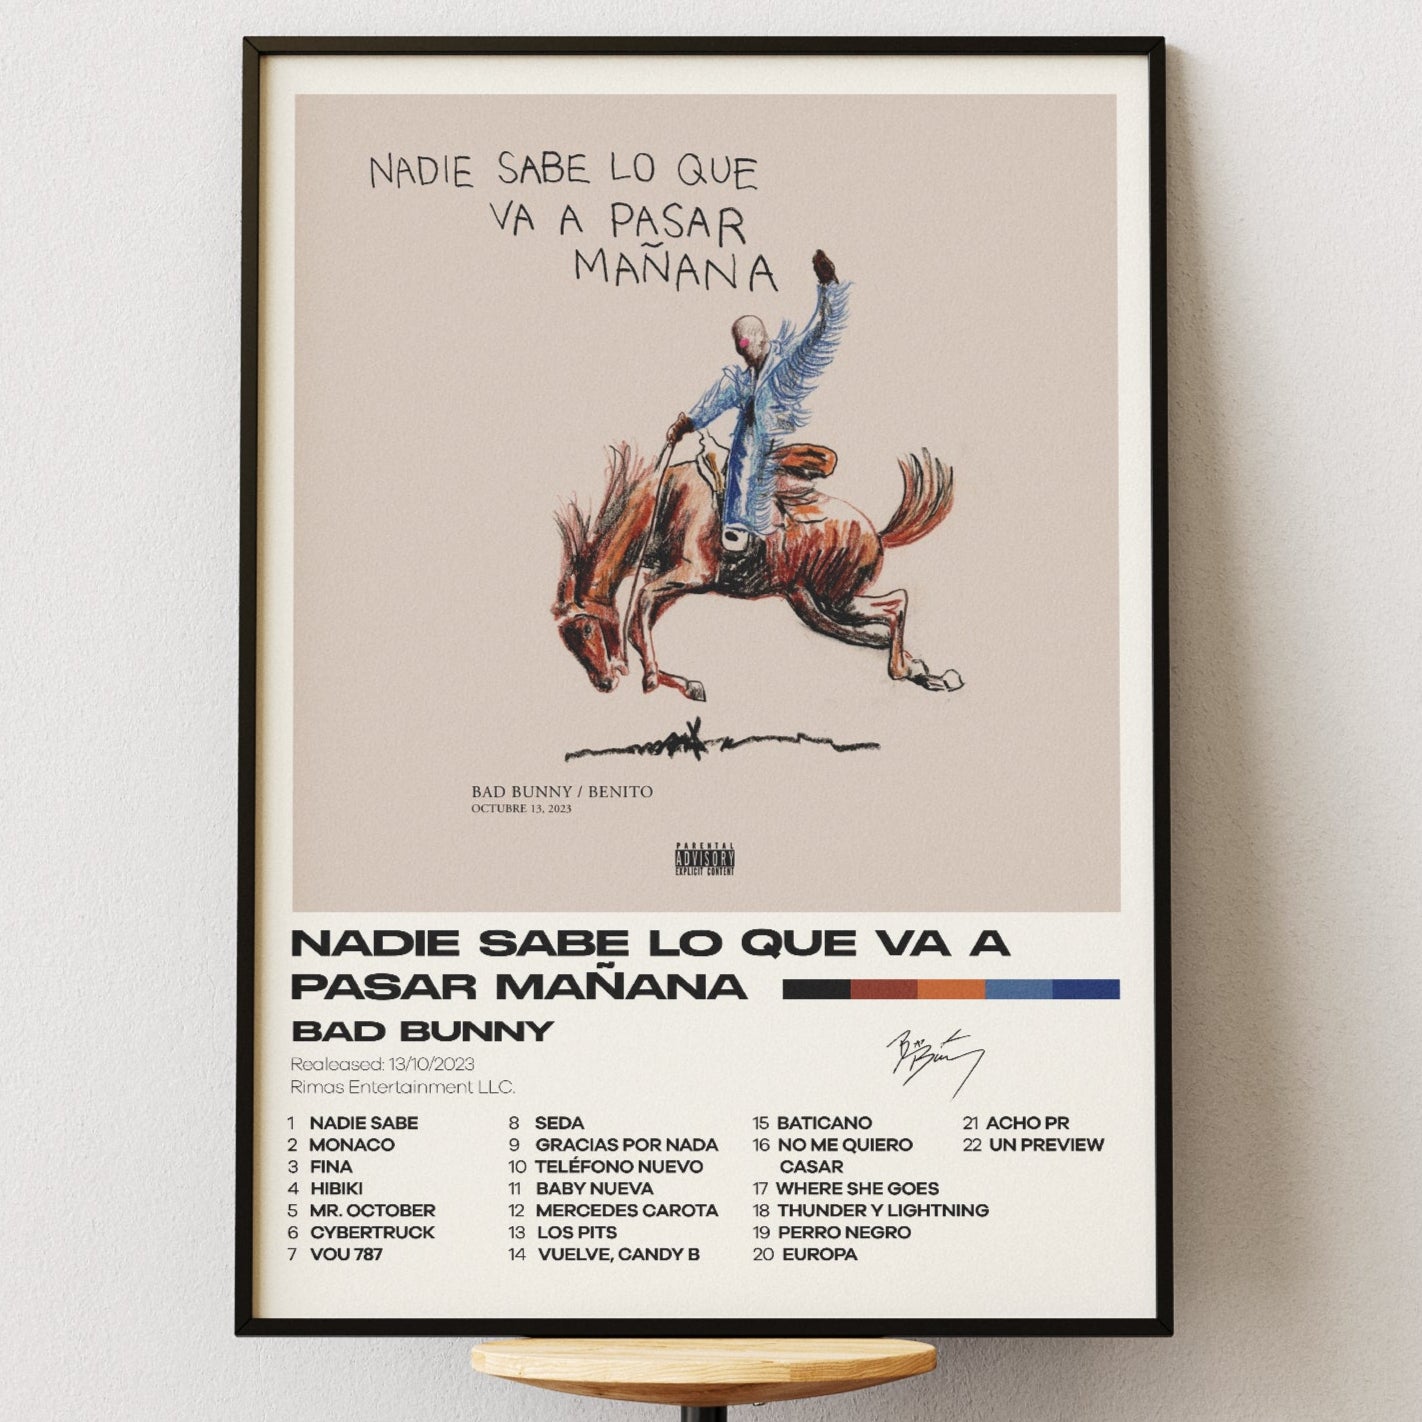 NADIE SABE LO QUE
VA A PASAR
MAÑANA
BAD BUNNY / BENITO
OCTUBRE 13, 2023
PARENTAL
ADVISORY
EXPLICIT CONTENT
NADIE SABE LO QUE VA A
PASAR MAÑANA
BAD BUNNY
Realeased: 13/10/2023
Rimas Entertainment LLC.
1 NADIE SABE
2 MONACO
3 FINA
4 HIBIKI
5 MR. OCTOBER
6 CYBERTRUCK
7 VOU 787
8 SEDA
9 GRACIAS POR NADA
10 TELÉFONO NUEVO
11 BABY NUEVA
12 MERCEDES CAROTA
13 LOS PITS
14 VUELVE, CANDY B
15 BATICANO
16 NO ME QUIERO
CASAR
17 WHERE SHE GOES
18 THUNDER Y LIGHTNING
19 PERRO NEGRO
20 EUROPA
21 ACHO PR
22 UN PREVIEW